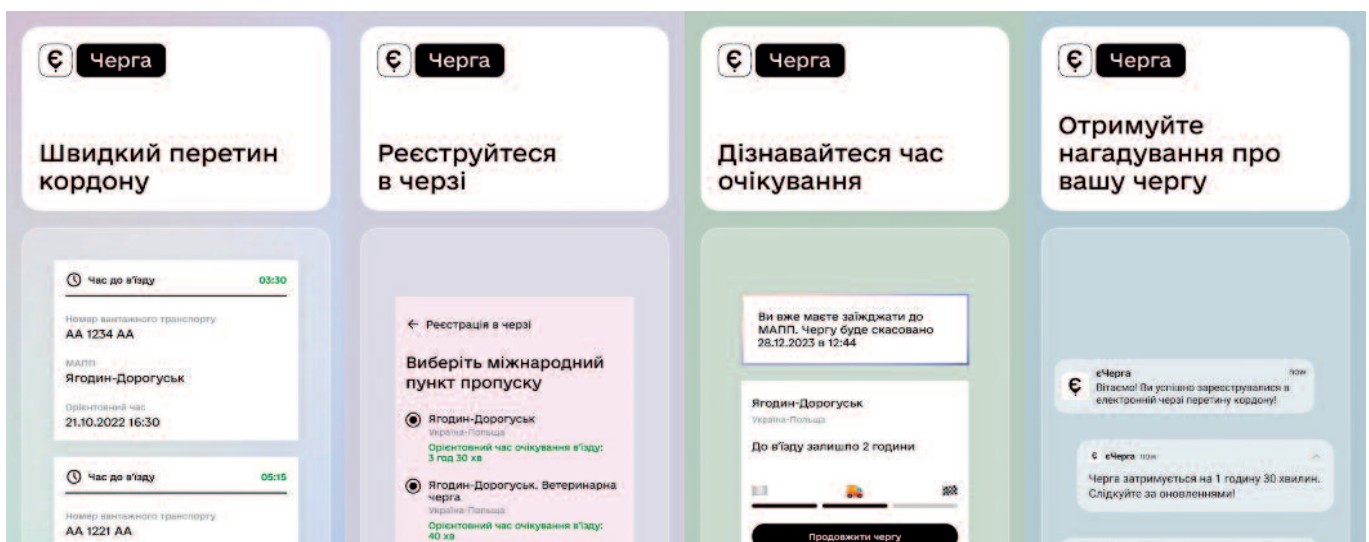 є Черга
Швидкий перетин
кордону
Час до в'їзду 03:30
Номер вантажного транспорту
AA 1234 AA
МАПП
Ягодин-Дорогуськ
Орієнтовний час
21.10.2022 16:30
Час до в'їзду 05:15
Номер вантажного транспорту
AA 1221 AA
є Черга
Реєструйтеся
в черзі
← Реєстрація в черзі
Виберіть міжнародний
пункт пропуску
Ягодин-Дорогуськ
Україна-Польща
Орієнтовний час очікування в'їзду:
3 год 30 хв
Ягодин-Дорогуськ. Ветеринарна
черга
Україна-Польща
Орієнтовний час очікування в'їзду:
40 хв
є Черга
Дізнавайтеся час
очікування
Ви вже маєте заїжджати до
МАПП. Чергу буде скасовано
28.12.2023 в 12:44
Ягодин-Дорогуськ
Україна-Польща
До в'їзду залишло 2 години
Продовжити чергу
є Черга
Отримуйте
нагадування про
вашу чергу
єЧерга now
Вітаємо! Ви успішно зареєструвалися в
електронній черзі перетину кордону!
є єЧерга now
Черга затримується на 1 годину 30 хвилин.
Слідкуйте за оновленнями!